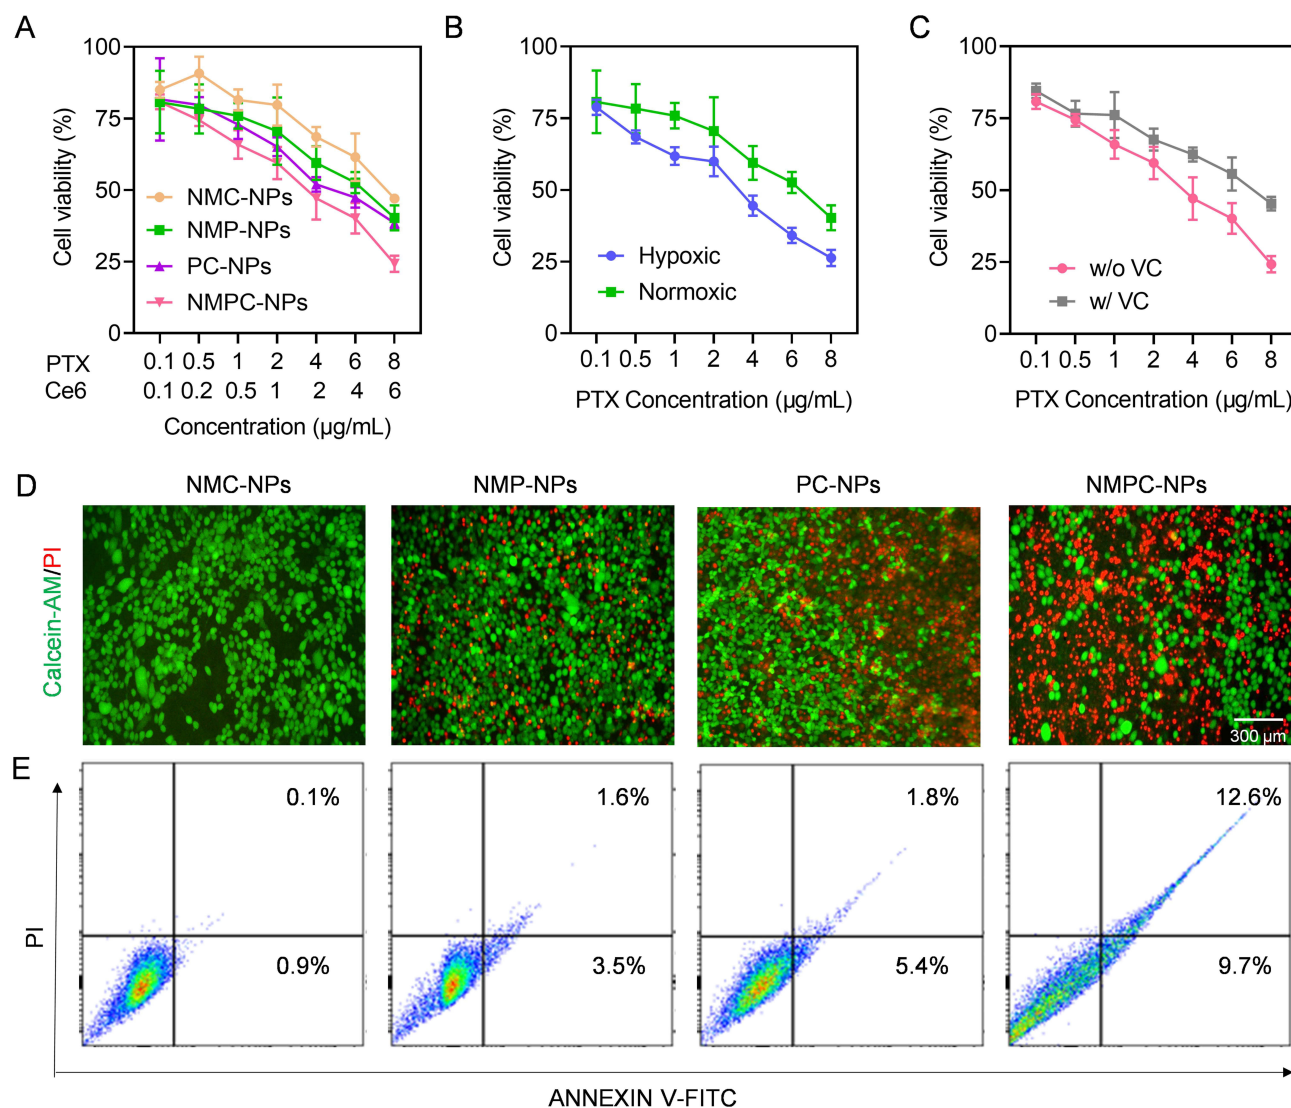 A
100
75
50
25
0
Cell viability (%)
NMC-NPs
NMP-NPs
PC-NPs
NMPC-NPs
PTX 0.1 0.5 1 2 4 6 8
Ce6 0.1 0.2 0.5 1 2 4 6
Concentration (µg/mL)
B
100
75
50
25
0
Cell viability (%)
Hypoxic
Normoxic
0.1 0.5 1 2 4 6 8
PTX Concentration (µg/mL)
C
100
75
50
25
0
Cell viability (%)
w/o VC
w/ VC
0.1 0.5 1 2 4 6 8
PTX Concentration (µg/mL)
D
NMC-NPs NMP-NPs PC-NPs NMPC-NPs
Calcein-AM/PI
300 µm
E
0.1% 1.6% 1.8% 12.6%
0.9% 3.5% 5.4% 9.7%
PI
ANNEXIN V-FITC